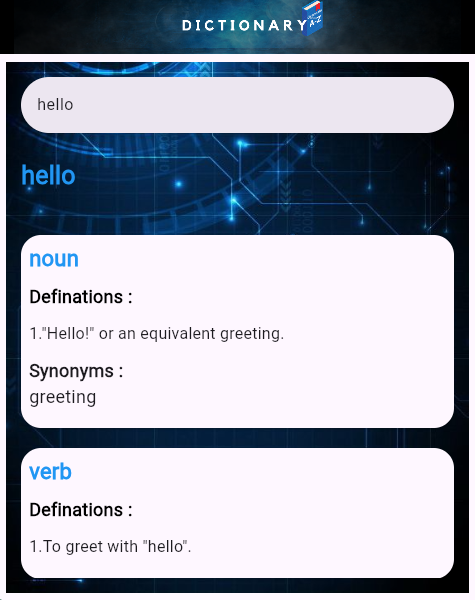 DICTIONARY
A-Z
hello
hello
noun
Definations :
1."Hello!" or an equivalent greeting.
Synonyms :
greeting
verb
Definations :
1.To greet with "hello".